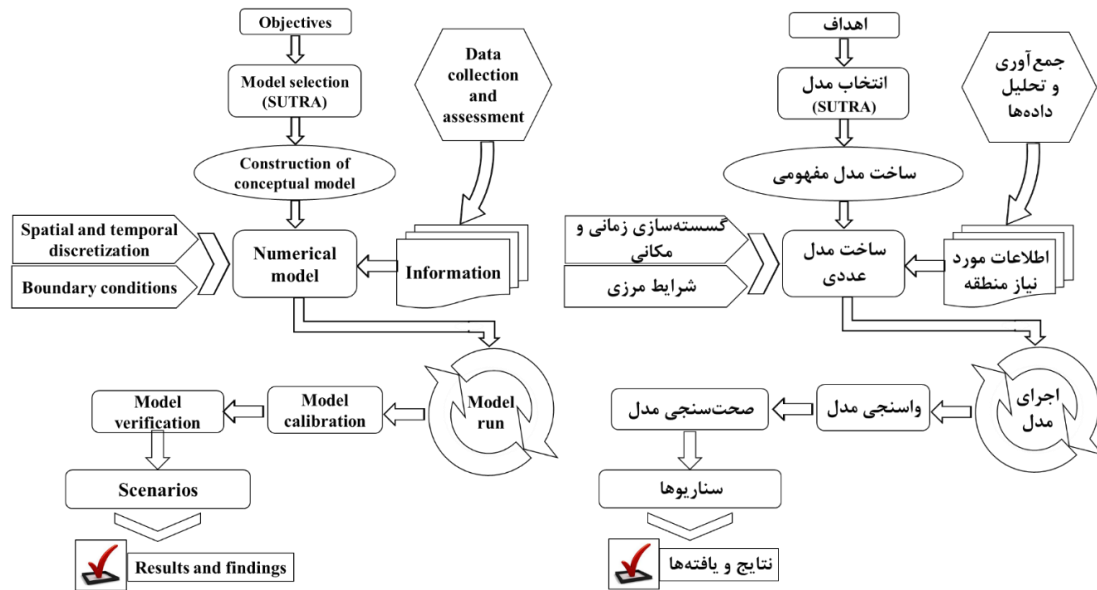 Objectives
Model selection
(SUTRA)
Data
collection
and
assessment
Construction of
conceptual model
Spatial and temporal
discretization
Boundary conditions
Numerical
model
Information
Model
run
Model
calibration
Model
verification
Scenarios
Results and findings
اهداف
انتخاب مدل
(SUTRA)
جمع‌آوری
و تحلیل
داده‌ها
ساخت مدل مفهومی
گسسته‌سازی زمانی و
مکانی
شرایط مرزی
ساخت مدل
عددی
اطلاعات مورد
نیاز منطقه
اجرای
مدل
واسنجی مدل
صحت‌سنجی مدل
سناریوها
نتایج و یافته‌ها